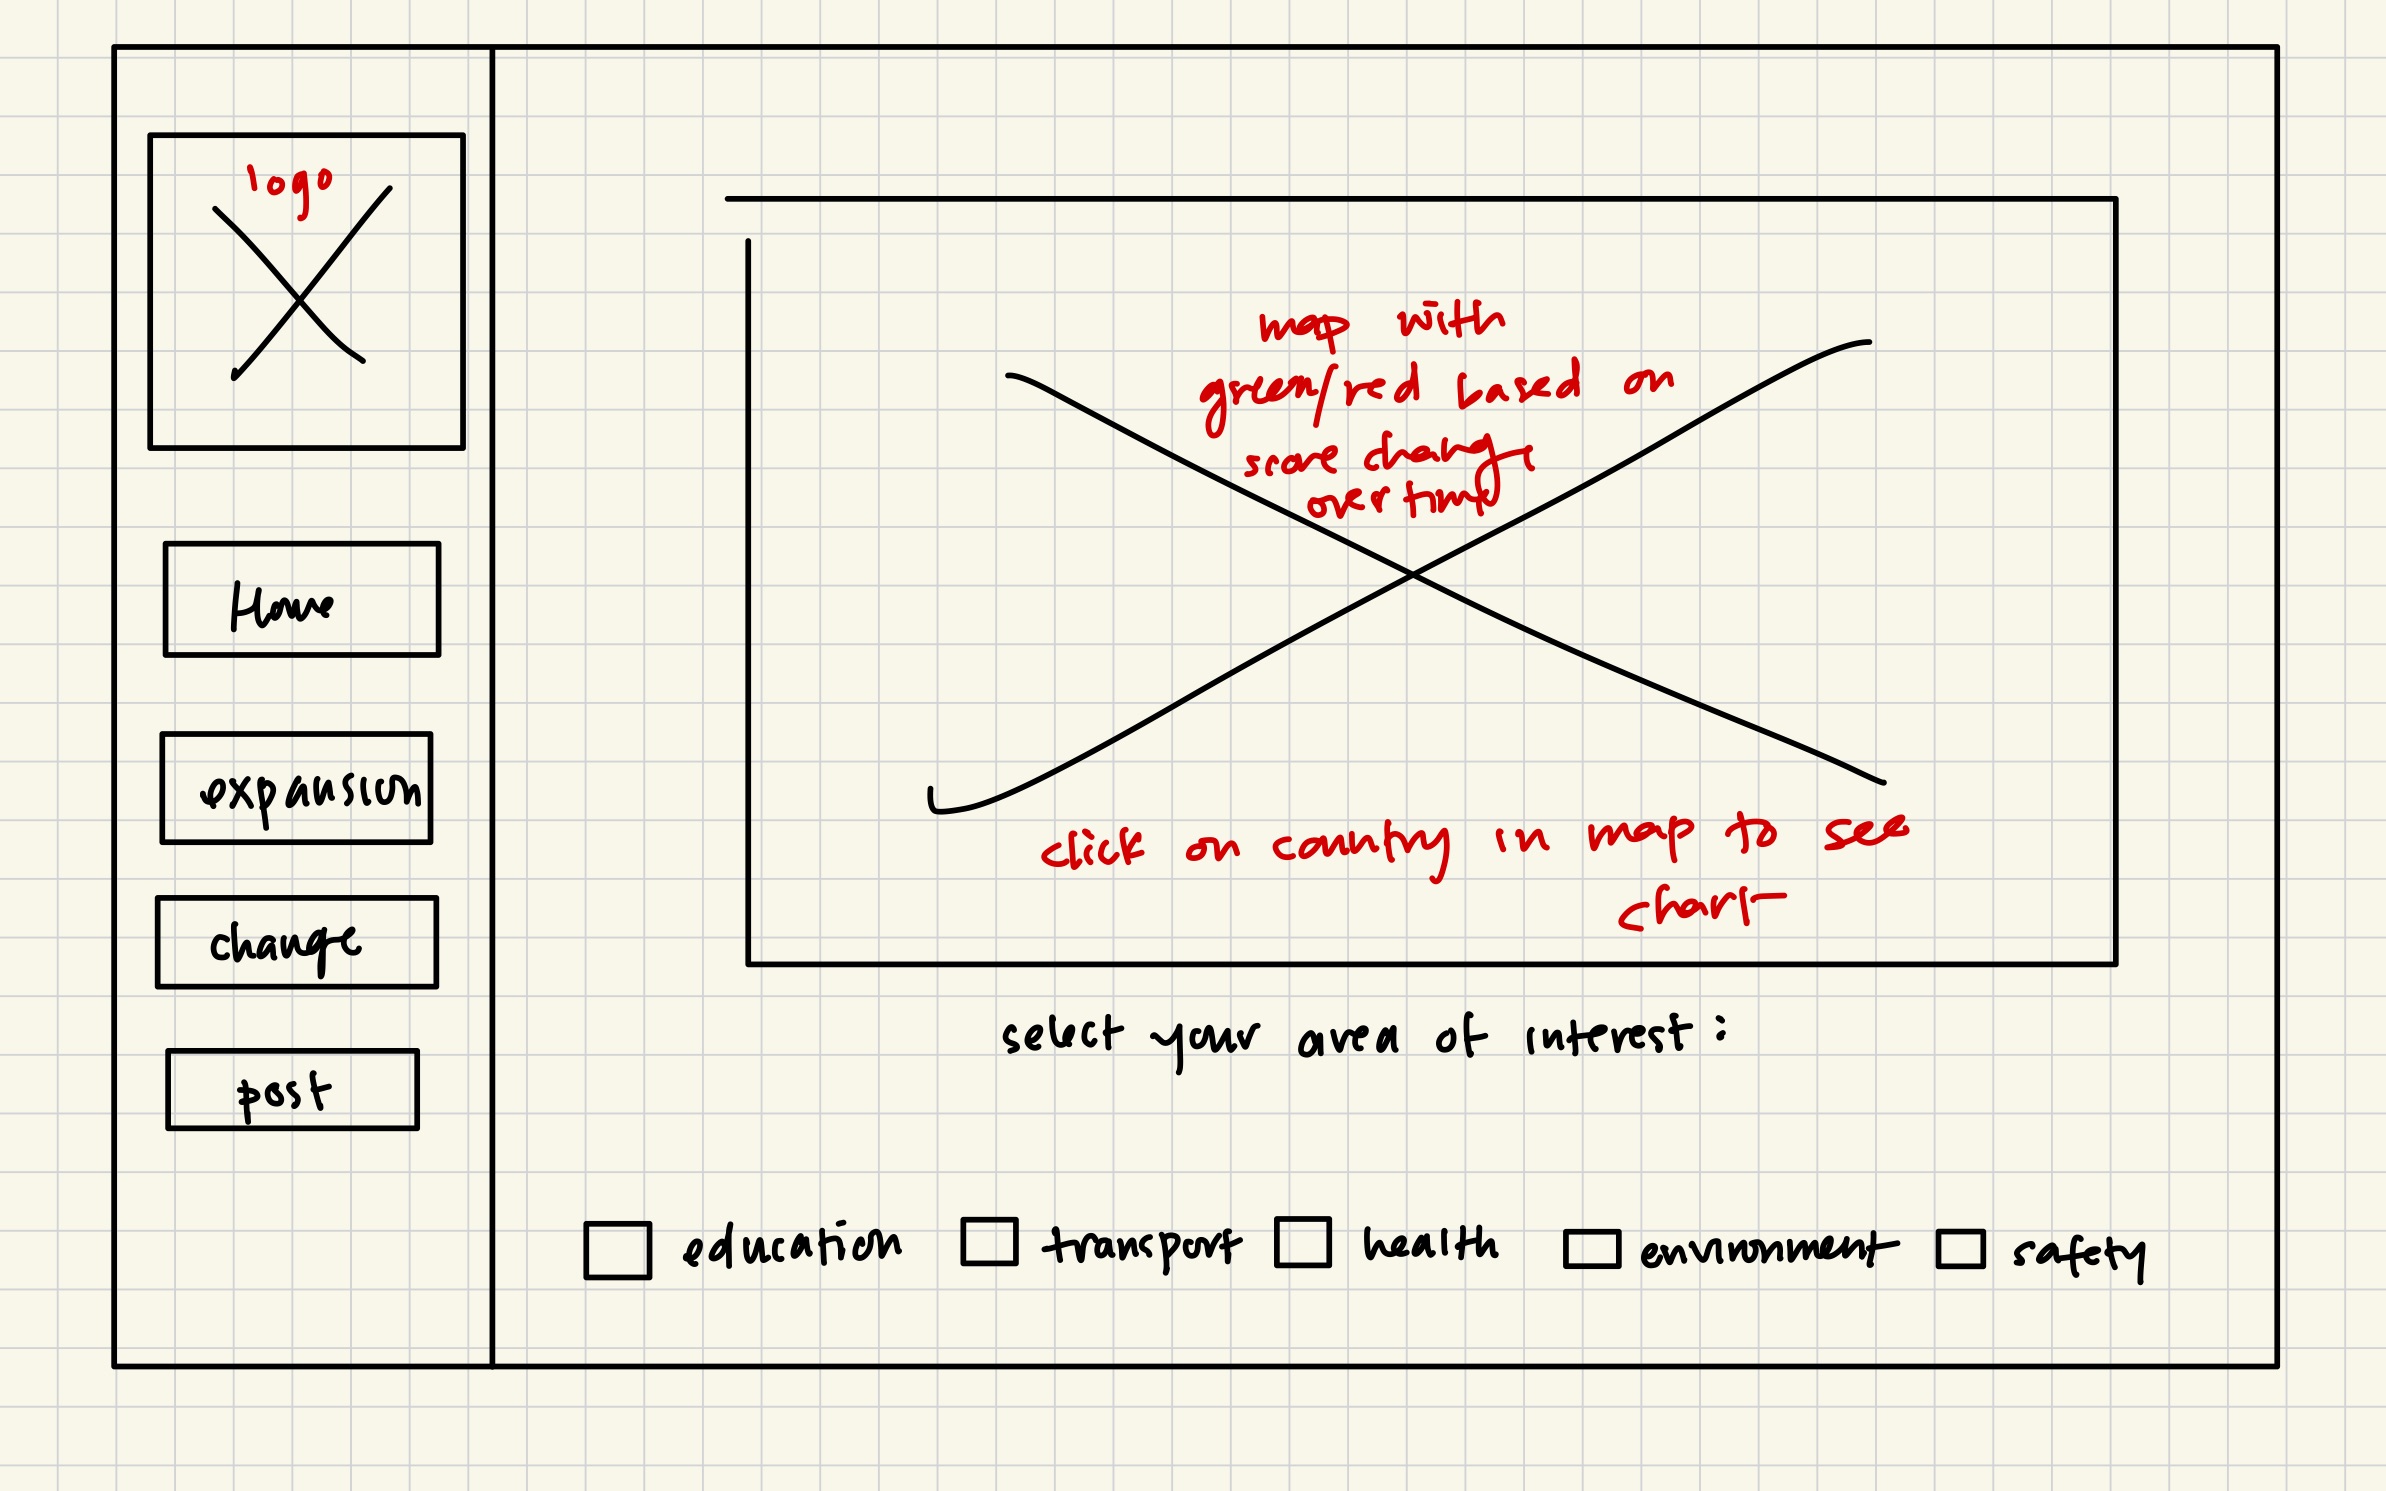 logo
Home
expansion
change
post
map with
green/red based on
score change
over time
click on country in map to see
chart
select your area of interest :
education
transport
health
environment
safety